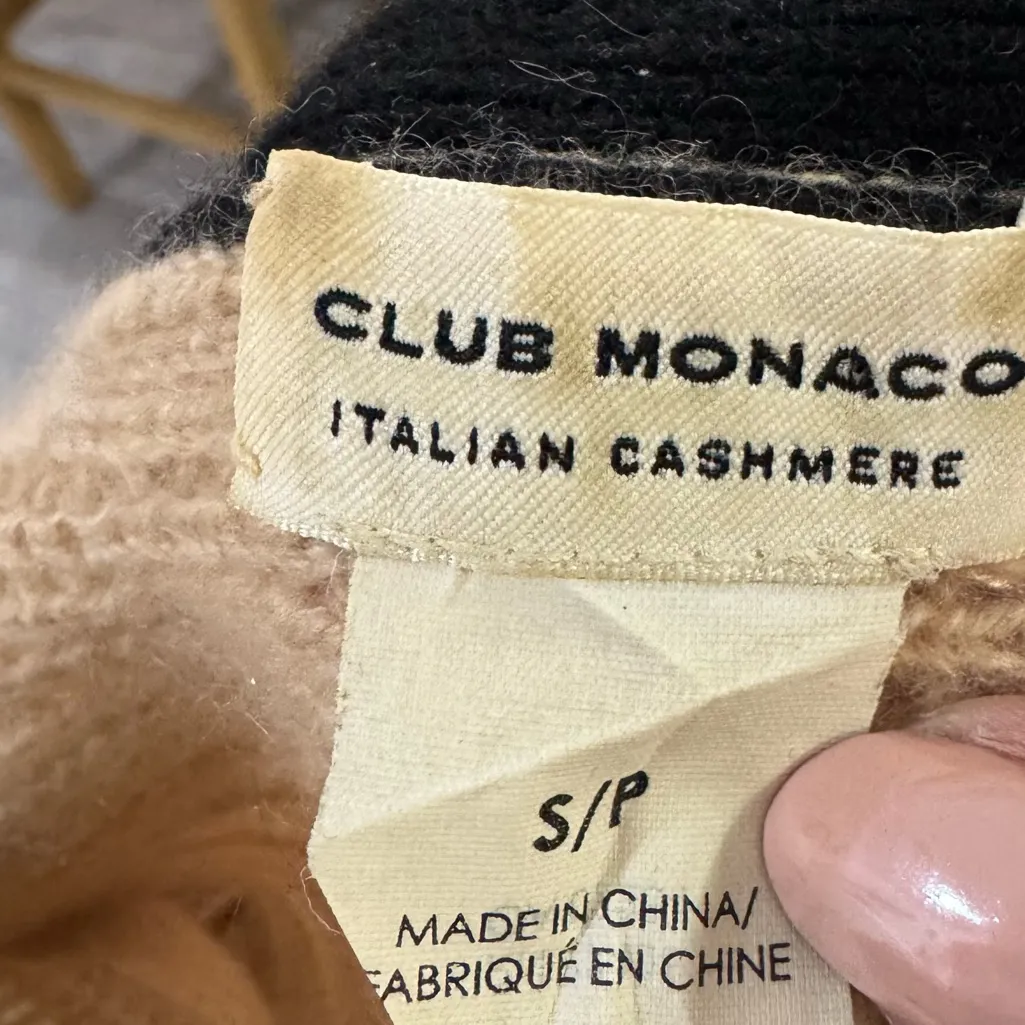 CLUB MONACO
ITALIAN CASHMERE
S/P
MADE IN CHINA/
FABRIQUÉ EN CHINE